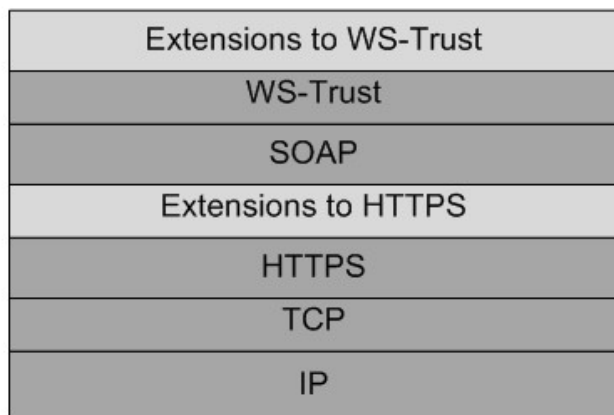 Extensions to WS-Trust
WS-Trust
SOAP
Extensions to HTTPS
HTTPS
TCP
IP